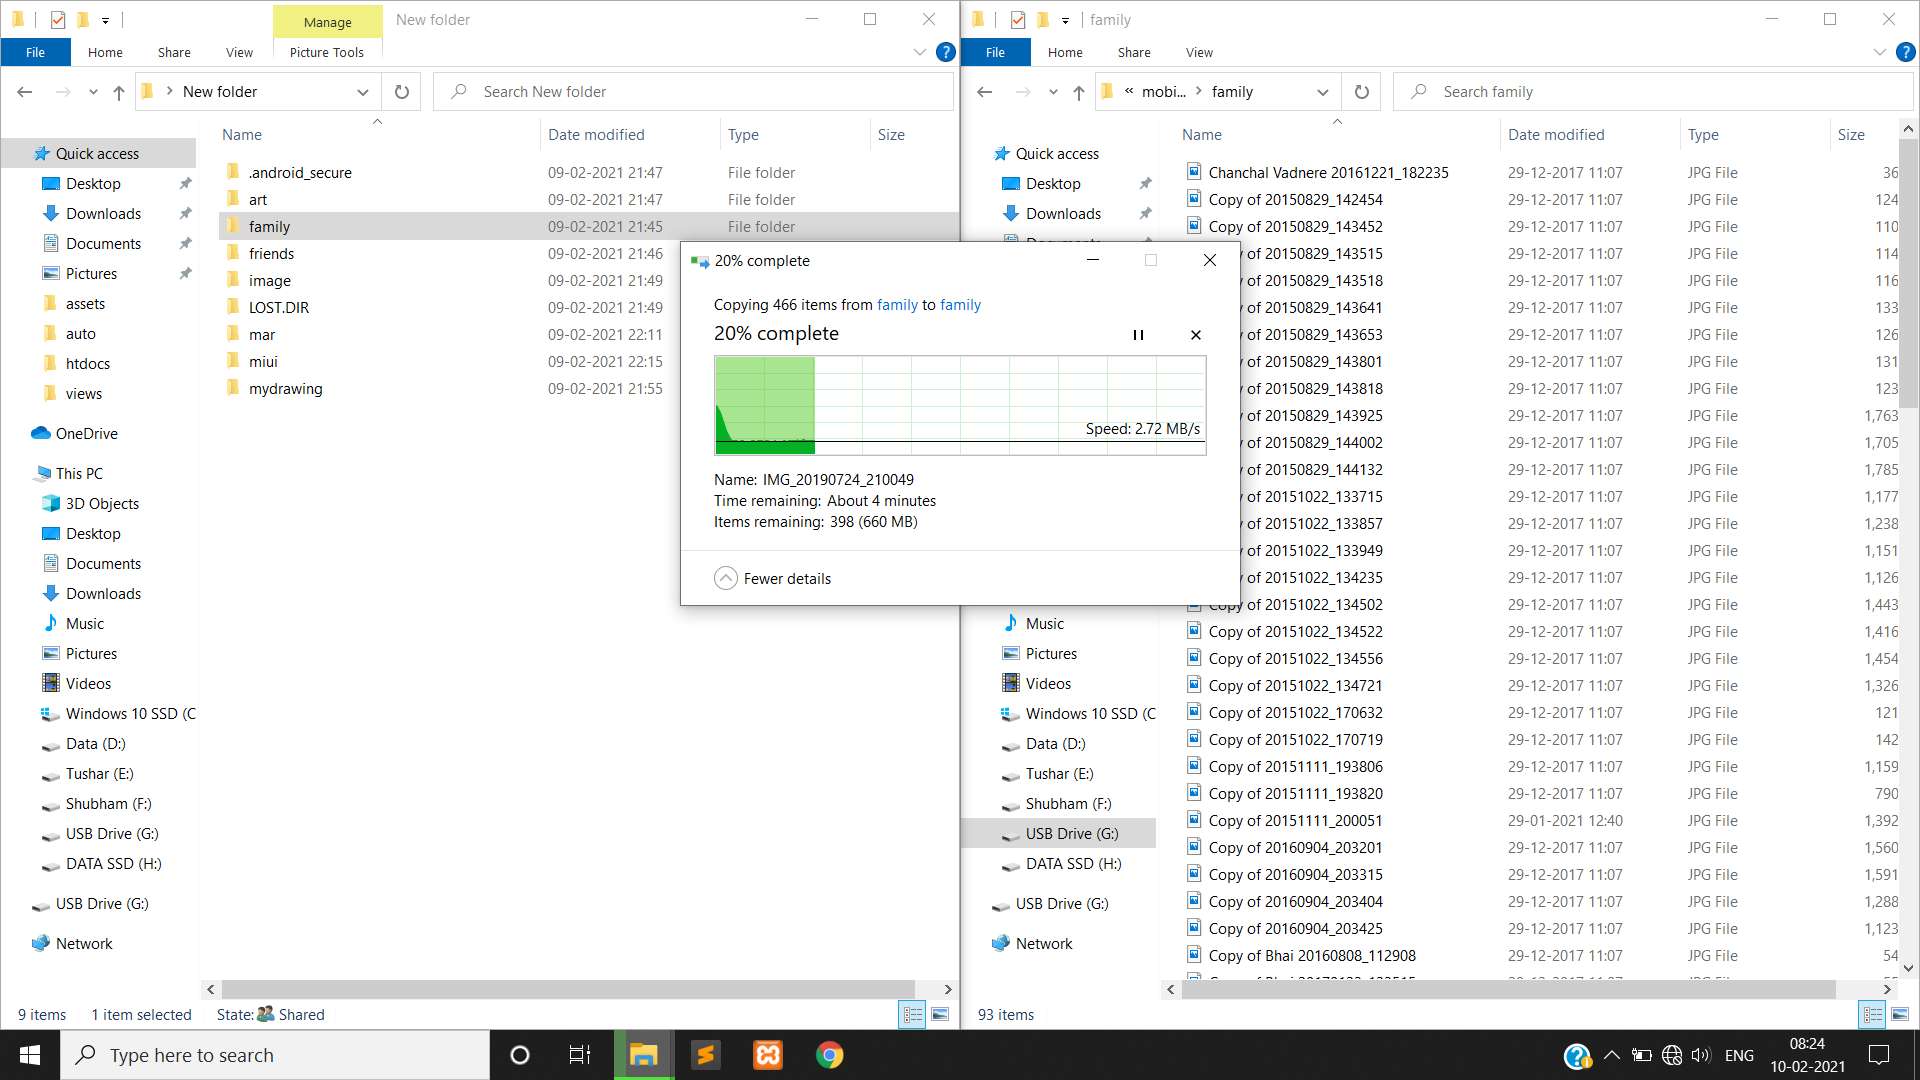 Manage
New folder
File
Home
Share
View
Picture Tools
New folder
Search New folder
Name
Date modified
Type
Size
Quick access
Desktop
Downloads
Documents
Pictures
assets
auto
htdocs
views
OneDrive
This PC
3D Objects
Desktop
Documents
Downloads
Music
Pictures
Videos
Windows 10 SSD (C
Data (D:)
Tushar (E:)
Shubham (F:)
USB Drive (G:)
DATA SSD (H:)
USB Drive (G:)
Network
.android_secure 09-02-2021 21:47 File folder
art 09-02-2021 21:47 File folder
family 09-02-2021 21:45 File folder
friends 09-02-2021 21:46
image 09-02-2021 21:49
LOST.DIR 09-02-2021 21:49
mar 09-02-2021 22:11
miui 09-02-2021 22:15
mydrawing 09-02-2021 21:55
9 items 1 item selected State: Shared
20% complete
Copying 466 items from family to family
20% complete
Speed: 2.72 MB/s
Name: IMG_20190724_210049
Time remaining: About 4 minutes
Items remaining: 398 (660 MB)
Fewer details
family
File
Home
Share
View
« mobi... family
Search family
Name
Date modified
Type
Size
Quick access
Desktop
Downloads
Music
Pictures
Videos
Windows 10 SSD (C
Data (D:)
Tushar (E:)
Shubham (F:)
USB Drive (G:)
DATA SSD (H:)
USB Drive (G:)
Network
Chanchal Vadnere 20161221_182235 29-12-2017 11:07 JPG File 36
Copy of 20150829_142454 29-12-2017 11:07 JPG File 124
Copy of 20150829_143452 29-12-2017 11:07 JPG File 110
y of 20150829_143515 29-12-2017 11:07 JPG File 114
y of 20150829_143518 29-12-2017 11:07 JPG File 116
y of 20150829_143641 29-12-2017 11:07 JPG File 133
y of 20150829_143653 29-12-2017 11:07 JPG File 126
y of 20150829_143801 29-12-2017 11:07 JPG File 131
y of 20150829_143818 29-12-2017 11:07 JPG File 123
y of 20150829_143925 29-12-2017 11:07 JPG File 1,763
y of 20150829_144002 29-12-2017 11:07 JPG File 1,705
y of 20150829_144132 29-12-2017 11:07 JPG File 1,785
y of 20151022_133715 29-12-2017 11:07 JPG File 1,177
y of 20151022_133857 29-12-2017 11:07 JPG File 1,238
y of 20151022_133949 29-12-2017 11:07 JPG File 1,151
y of 20151022_134235 29-12-2017 11:07 JPG File 1,126
Copy of 20151022_134502 29-12-2017 11:07 JPG File 1,443
Copy of 20151022_134522 29-12-2017 11:07 JPG File 1,416
Copy of 20151022_134556 29-12-2017 11:07 JPG File 1,454
Copy of 20151022_134721 29-12-2017 11:07 JPG File 1,326
Copy of 20151022_170632 29-12-2017 11:07 JPG File 121
Copy of 20151022_170719 29-12-2017 11:07 JPG File 142
Copy of 20151111_193806 29-12-2017 11:07 JPG File 1,159
Copy of 20151111_193820 29-12-2017 11:07 JPG File 790
Copy of 20151111_200051 29-01-2021 12:40 JPG File 1,392
Copy of 20160904_203201 29-12-2017 11:07 JPG File 1,560
Copy of 20160904_203315 29-12-2017 11:07 JPG File 1,591
Copy of 20160904_203404 29-12-2017 11:07 JPG File 1,288
Copy of 20160904_203425 29-12-2017 11:07 JPG File 1,123
Copy of Bhai 20160808_112908 29-12-2017 11:07 JPG File 54
93 items
Type here to search
ENG
08:24
10-02-2021